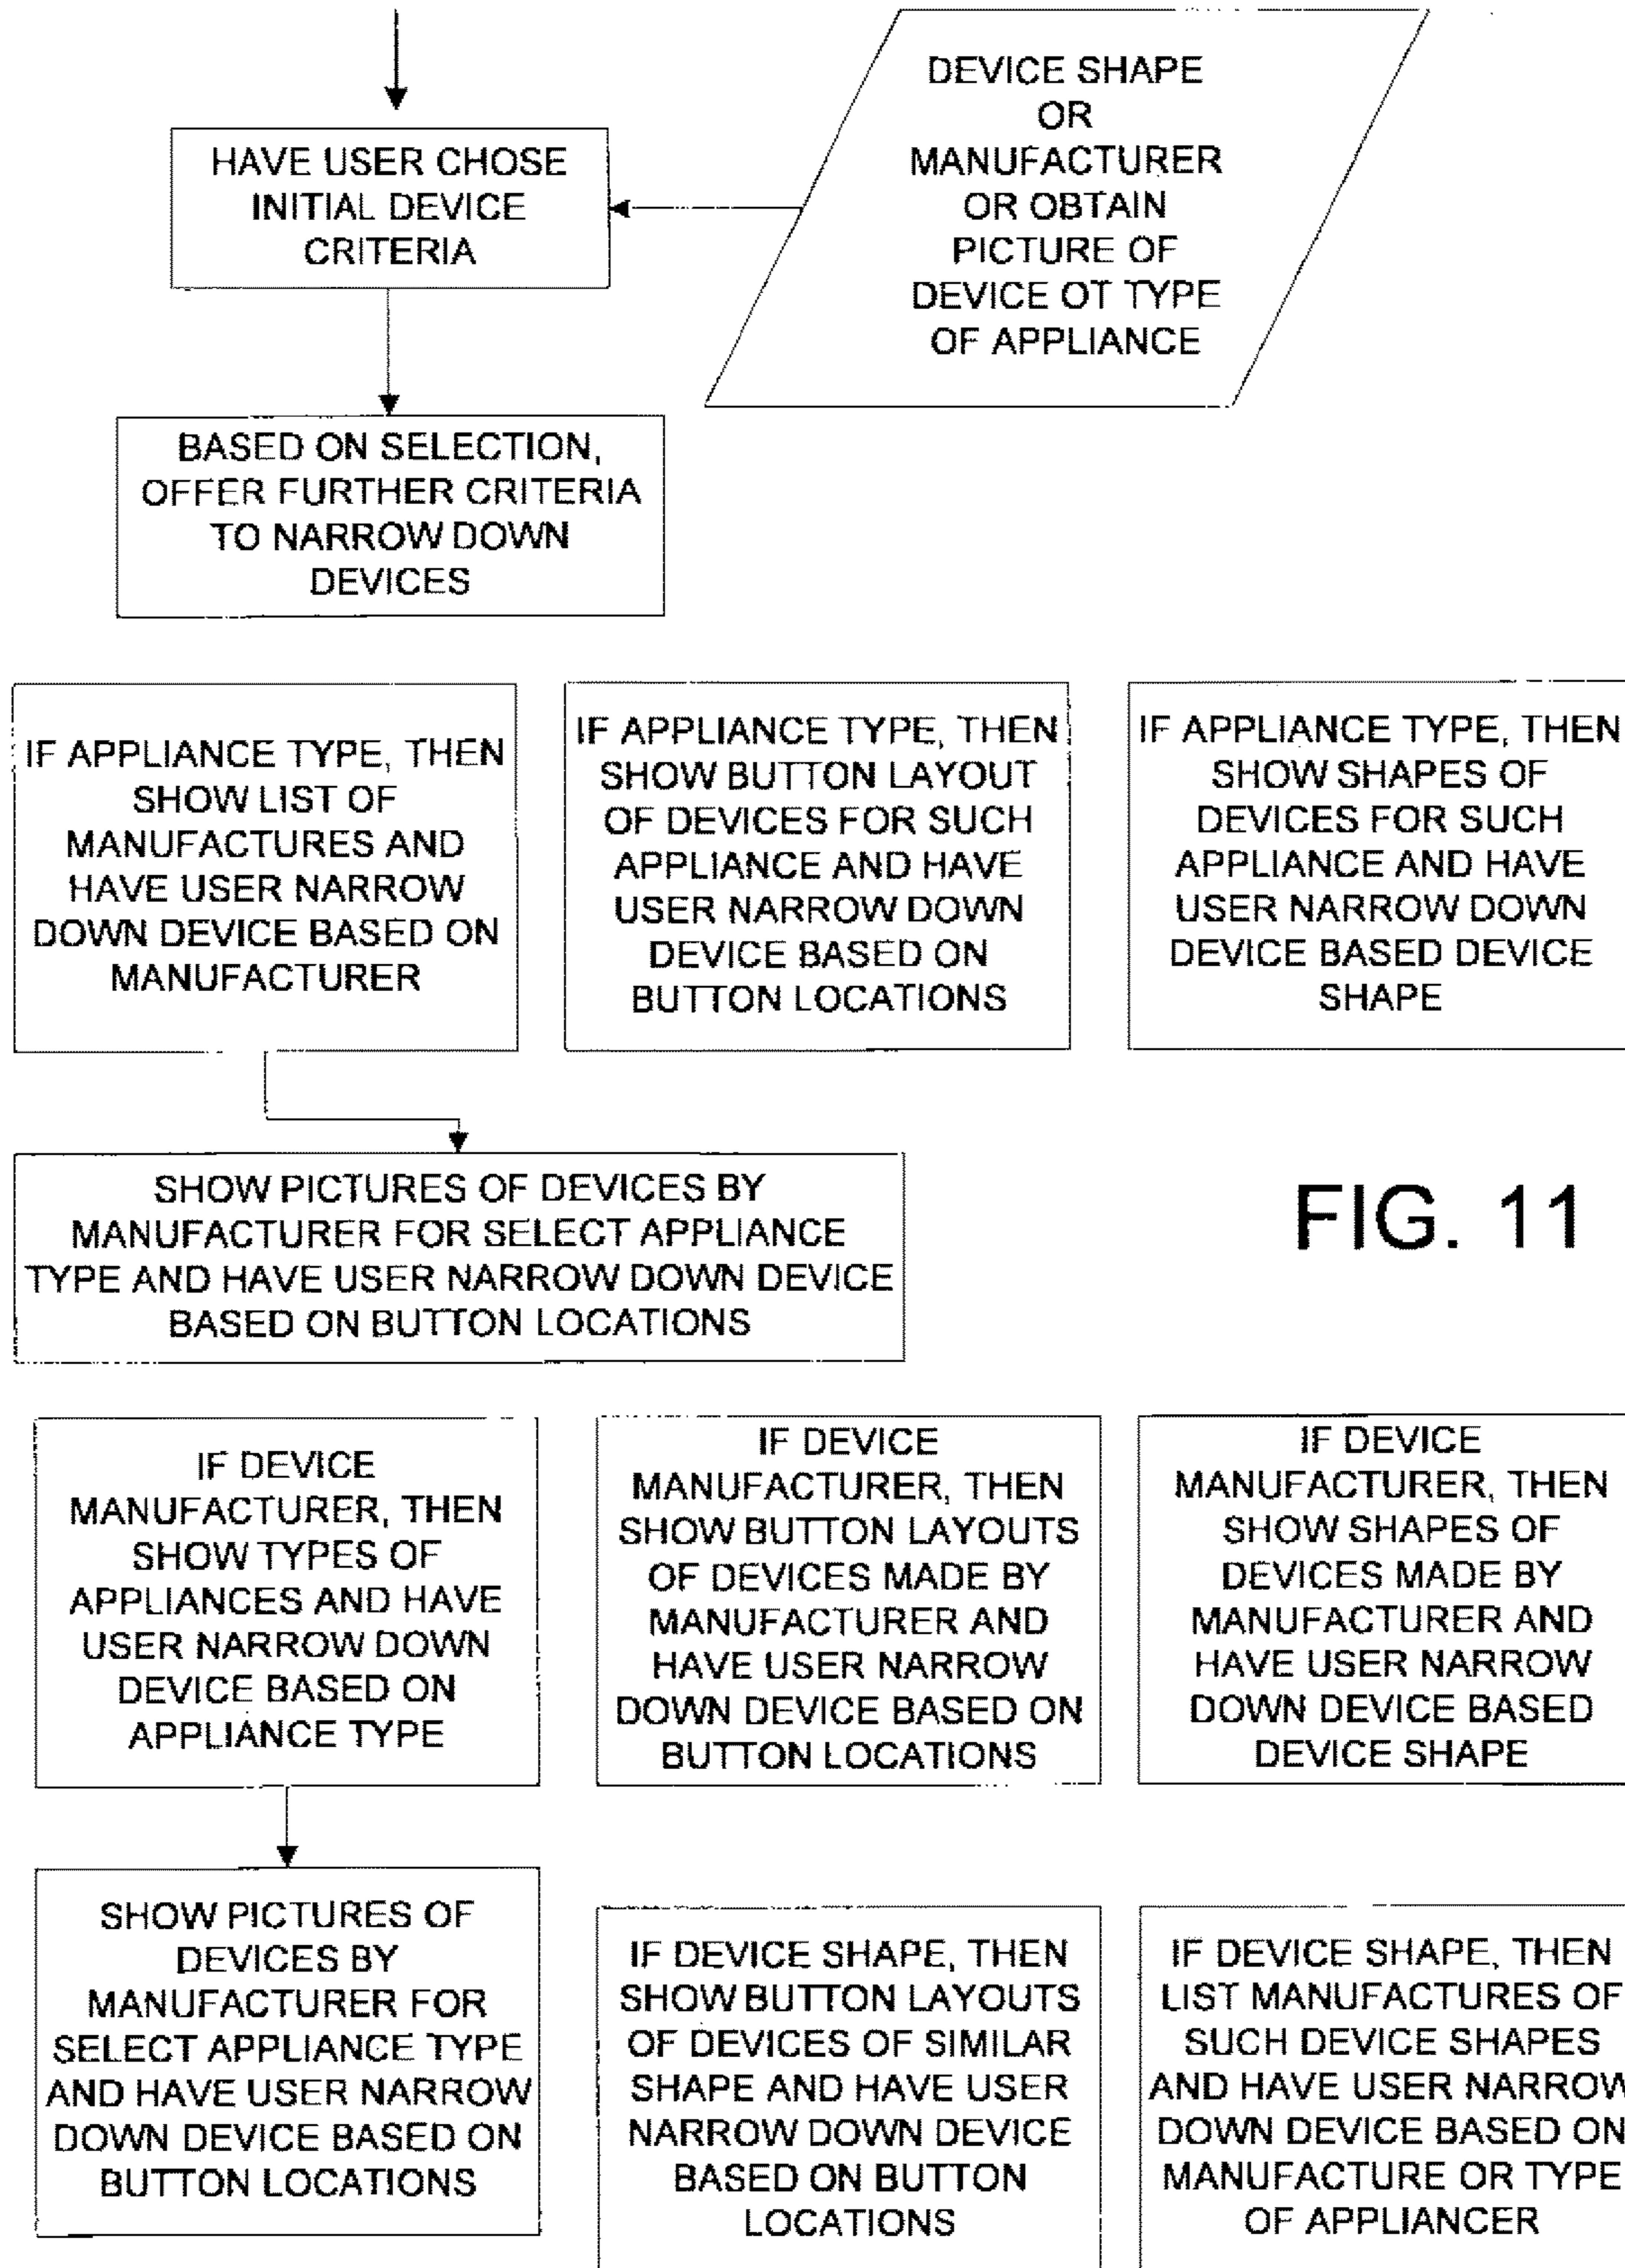 HAVE USER CHOSE
INITIAL DEVICE
CRITERIA
DEVICE SHAPE
OR
MANUFACTURER
OR OBTAIN
PICTURE OF
DEVICE OT TYPE
OF APPLIANCE
BASED ON SELECTION,
OFFER FURTHER CRITERIA
TO NARROW DOWN
DEVICES
IF APPLIANCE TYPE, THEN
SHOW LIST OF
MANUFACTURES AND
HAVE USER NARROW
DOWN DEVICE BASED ON
MANUFACTURER
IF APPLIANCE TYPE, THEN
SHOW BUTTON LAYOUT
OF DEVICES FOR SUCH
APPLIANCE AND HAVE
USER NARROW DOWN
DEVICE BASED ON
BUTTON LOCATIONS
IF APPLIANCE TYPE, THEN
SHOW SHAPES OF
DEVICES FOR SUCH
APPLIANCE AND HAVE
USER NARROW DOWN
DEVICE BASED DEVICE
SHAPE
SHOW PICTURES OF DEVICES BY
MANUFACTURER FOR SELECT APPLIANCE
TYPE AND HAVE USER NARROW DOWN DEVICE
BASED ON BUTTON LOCATIONS
FIG. 11
IF DEVICE
MANUFACTURER, THEN
SHOW TYPES OF
APPLIANCES AND HAVE
USER NARROW DOWN
DEVICE BASED ON
APPLIANCE TYPE
IF DEVICE
MANUFACTURER, THEN
SHOW BUTTON LAYOUTS
OF DEVICES MADE BY
MANUFACTURER AND
HAVE USER NARROW
DOWN DEVICE BASED ON
BUTTON LOCATIONS
IF DEVICE
MANUFACTURER, THEN
SHOW SHAPES OF
DEVICES MADE BY
MANUFACTURER AND
HAVE USER NARROW
DOWN DEVICE BASED
DEVICE SHAPE
SHOW PICTURES OF
DEVICES BY
MANUFACTURER FOR
SELECT APPLIANCE TYPE
AND HAVE USER NARROW
DOWN DEVICE BASED ON
BUTTON LOCATIONS
IF DEVICE SHAPE, THEN
SHOW BUTTON LAYOUTS
OF DEVICES OF SIMILAR
SHAPE AND HAVE USER
NARROW DOWN DEVICE
BASED ON BUTTON
LOCATIONS
IF DEVICE SHAPE, THEN
LIST MANUFACTURES OF
SUCH DEVICE SHAPES
AND HAVE USER NARROW
DOWN DEVICE BASED ON
MANUFACTURE OR TYPE
OF APPLIANCER